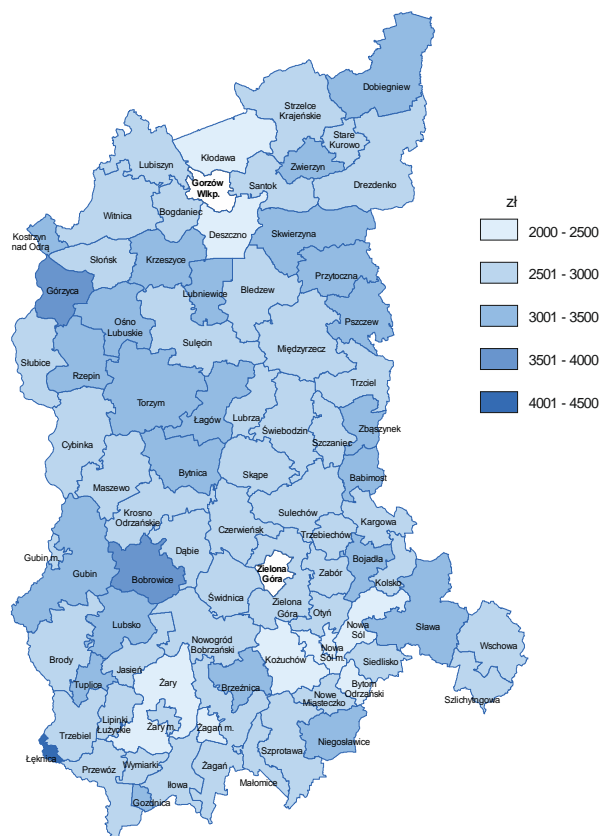 Dobiegniew
Strzelce
Krajeńskie
Stare
Kurowo
Kłodawa
Lubiszyn
Zwierzyn
Gorzów
Wlkp.
Santok
Drezdenko
Witnica
Bogdaniec
Deszczno
Skwierzyna
Kostrzyn
nad Odrą
Słońsk
Krzeszyce
Przytoczna
Górzyca
Lubniewice
Bledzew
Ośno
Lubuskie
Pszczew
Sulęcin
Międzyrzecz
Słubice
Rzepin
Trzciel
Torzym
Łagów
Lubrza
Świebodzin
Zbąszynek
Szczaniec
Cybinka
Bytnica
Skąpe
Babimost
Maszewo
Krosno
Odrzańskie
Sulechów
Kargowa
Czerwieńsk
Trzebiechów
Dąbie
Gubin m.
Gubin
Bobrowice
Zielona
Góra
Zabór
Bojadła
Kolsko
Świdnica
Zielona
Góra
Otyń
Nowa
Sól
Lubsko
Sława
Nowogród
Bobrzański
Wschowa
Brody
Jasień
Kożuchów
Nowa
Sól m.
Siedlisko
Tuplice
Żary
Brzeźnica
Bytom
Odrzański
Nowe
Miasteczko
Szlichtyngowa
Lipinki
Łużyckie
Trzebiel
Żary m.
Żagań m.
Niegosławice
Szprotawa
Łęknica
Przewóz
Wymiarki
Żagań
Iłowa
Małomice
Gozdnica
zł
2000 - 2500
2501 - 3000
3001 - 3500
3501 - 4000
4001 - 4500